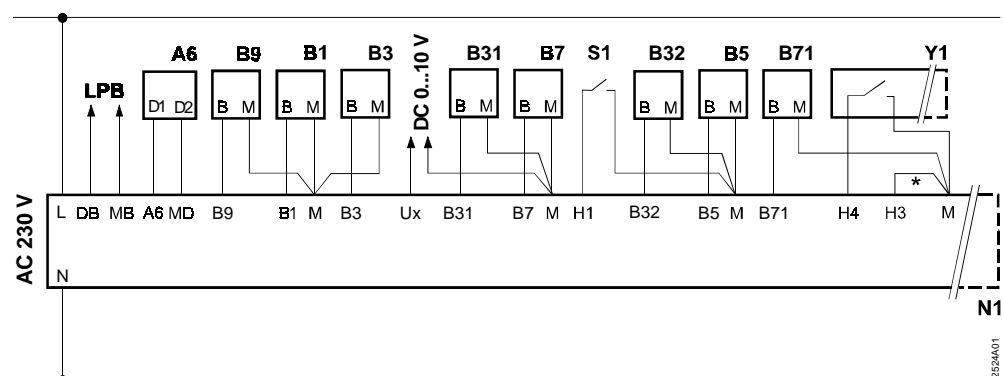 A6 B9 B1 B3 DC 0...10 V B31 B7 S1 B32 B5 B71 Y1
LPB
D1 D2 B M B M B M B M B M B M B M B M
AC 230 V
*
L DB MB A6 MD B9 B1 M B3 Ux B31 B7 M H1 B32 B5 M B71 H4 H3 M
N
N1
2524A01